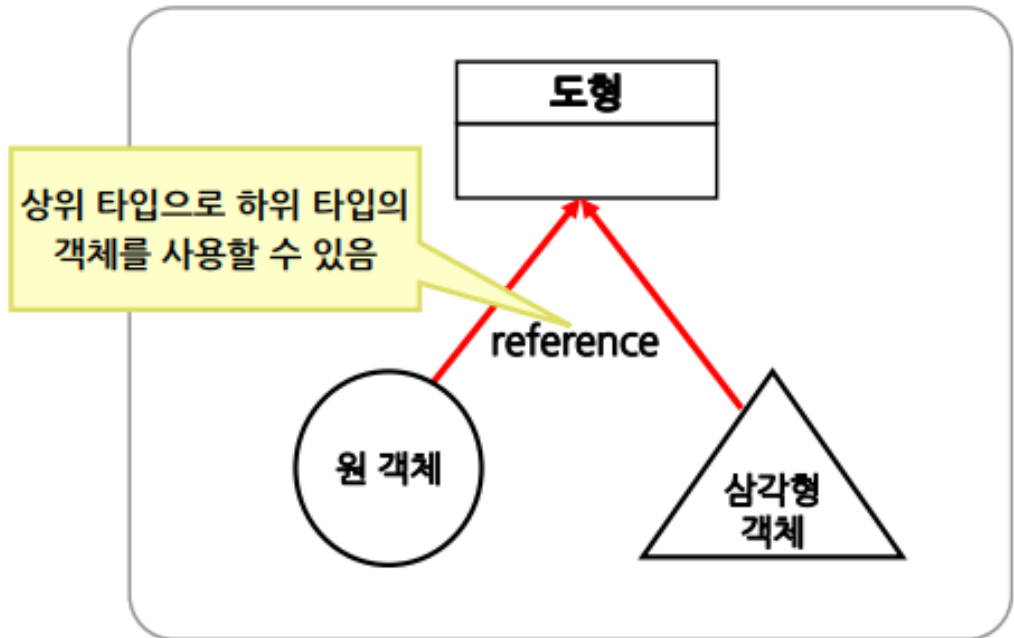 도형
상위 타입으로 하위 타입의
객체를 사용할 수 있음
reference
원 객체
삼각형
객체